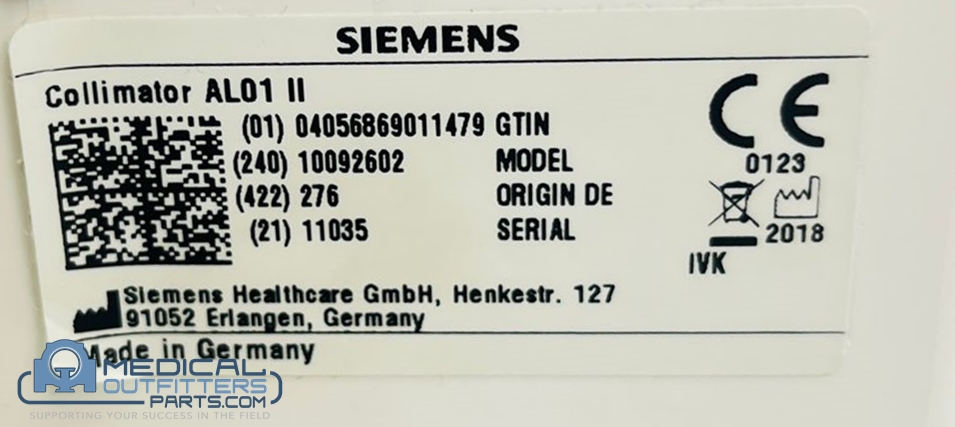 SIEMENS
Collimator AL01 II
(01) 04056869011479 GTIN
(240) 10092602 MODEL
(422) 276 ORIGIN DE
(21) 11035 SERIAL
0123
2018
IVK
Siemens Healthcare GmbH, Henkestr. 127
91052 Erlangen, Germany
Made in Germany
MEDICAL
OUTFITTERS
PARTS.COM
SUPPORTING YOUR SUCCESS IN THE FIELD